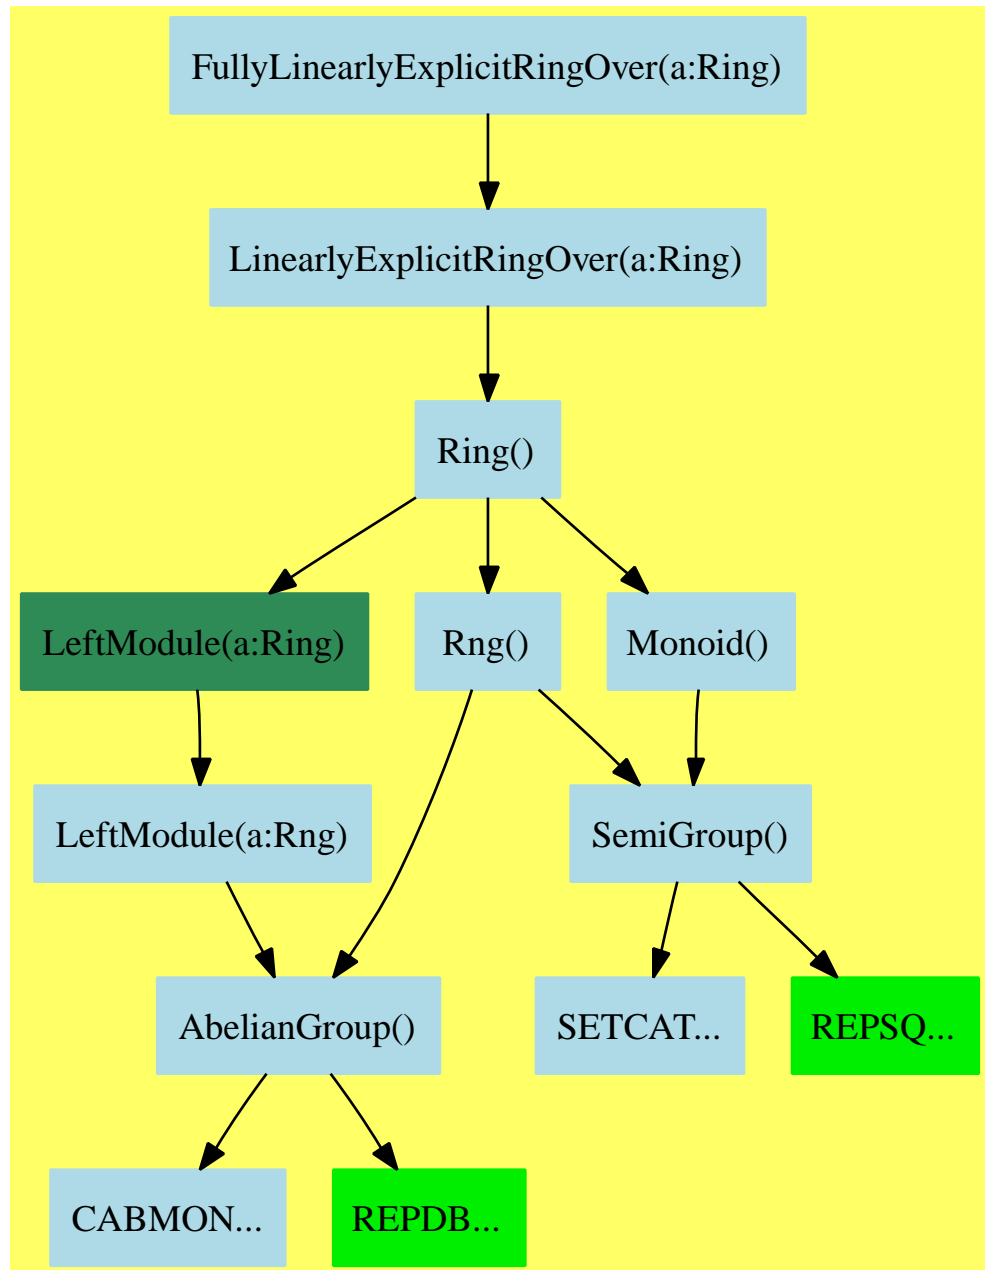 FullyLinearlyExplicitRingOver(a:Ring)
LinearlyExplicitRingOver(a:Ring)
Ring()
LeftModule(a:Ring)
Rng()
Monoid()
LeftModule(a:Rng)
SemiGroup()
AbelianGroup()
SETCAT...
REPSQ...
CABMON...
REPDB...